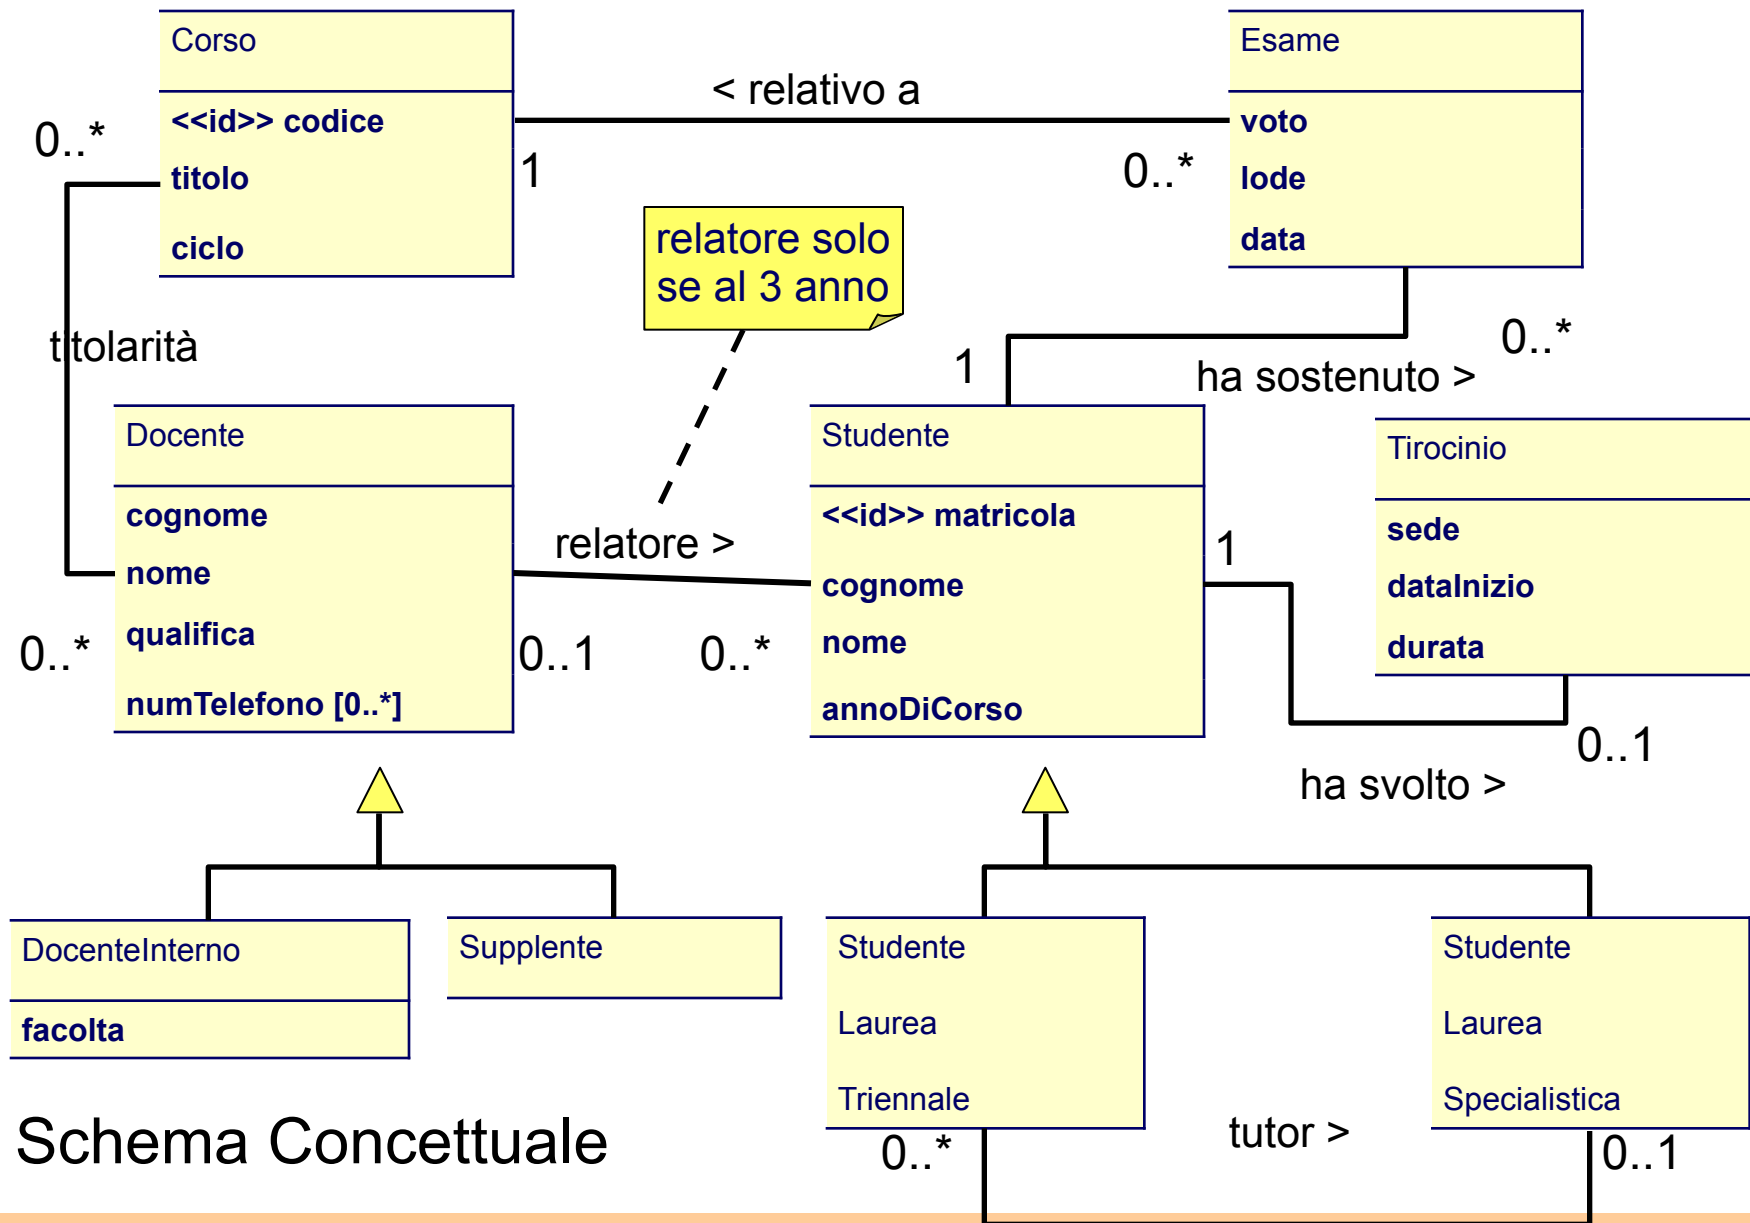 Corso
<<id>> codice
titolo
ciclo
Esame
voto
lode
data
< relativo a
0..*
1
0..*
relatore solo
se al 3 anno
titolarità
1
0..*
ha sostenuto >
Docente
cognome
nome
qualifica
numTelefono [0..*]
relatore >
0..*
0..1
0..*
Studente
<<id>> matricola
cognome
nome
annoDiCorso
1
Tirocinio
sede
dataInizio
durata
0..1
ha svolto >
DocenteInterno
facolta
Supplente
Studente
Laurea
Triennale
Studente
Laurea
Specialistica
0..*
tutor >
0..1
Schema Concettuale